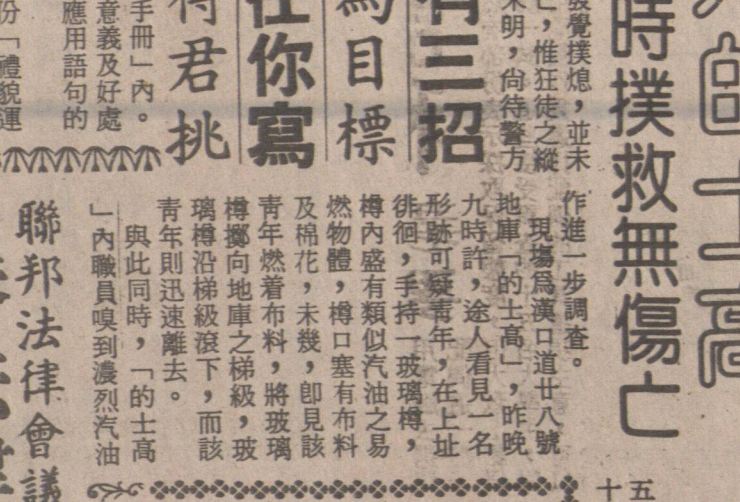 的士高
時撲救無傷亡
發覺撲熄，並未
，惟狂徒之縱
未明，尙待警方
作進一步調查。
現場爲漢口道廿八號
地庫「的士高」，昨晚
九時許，途人看見一名
形跡可疑靑年，在上址
徘徊，手持一玻璃樽，
樽內盛有類似汽油之易
燃物體，樽口塞有布料
及棉花，未幾，卽見該
靑年燃着布料，將玻璃
樽擲向地庫之梯級，玻
璃樽沿梯級滾下，而該
靑年則迅速離去。
與此同時，「的士高
」內職員嗅到濃烈汽油
有三招
爲目標
在你寫
待君挑
手冊」內。
意義及好處
應用語句的
份「禮貌運
聯邦法律會議
五
十